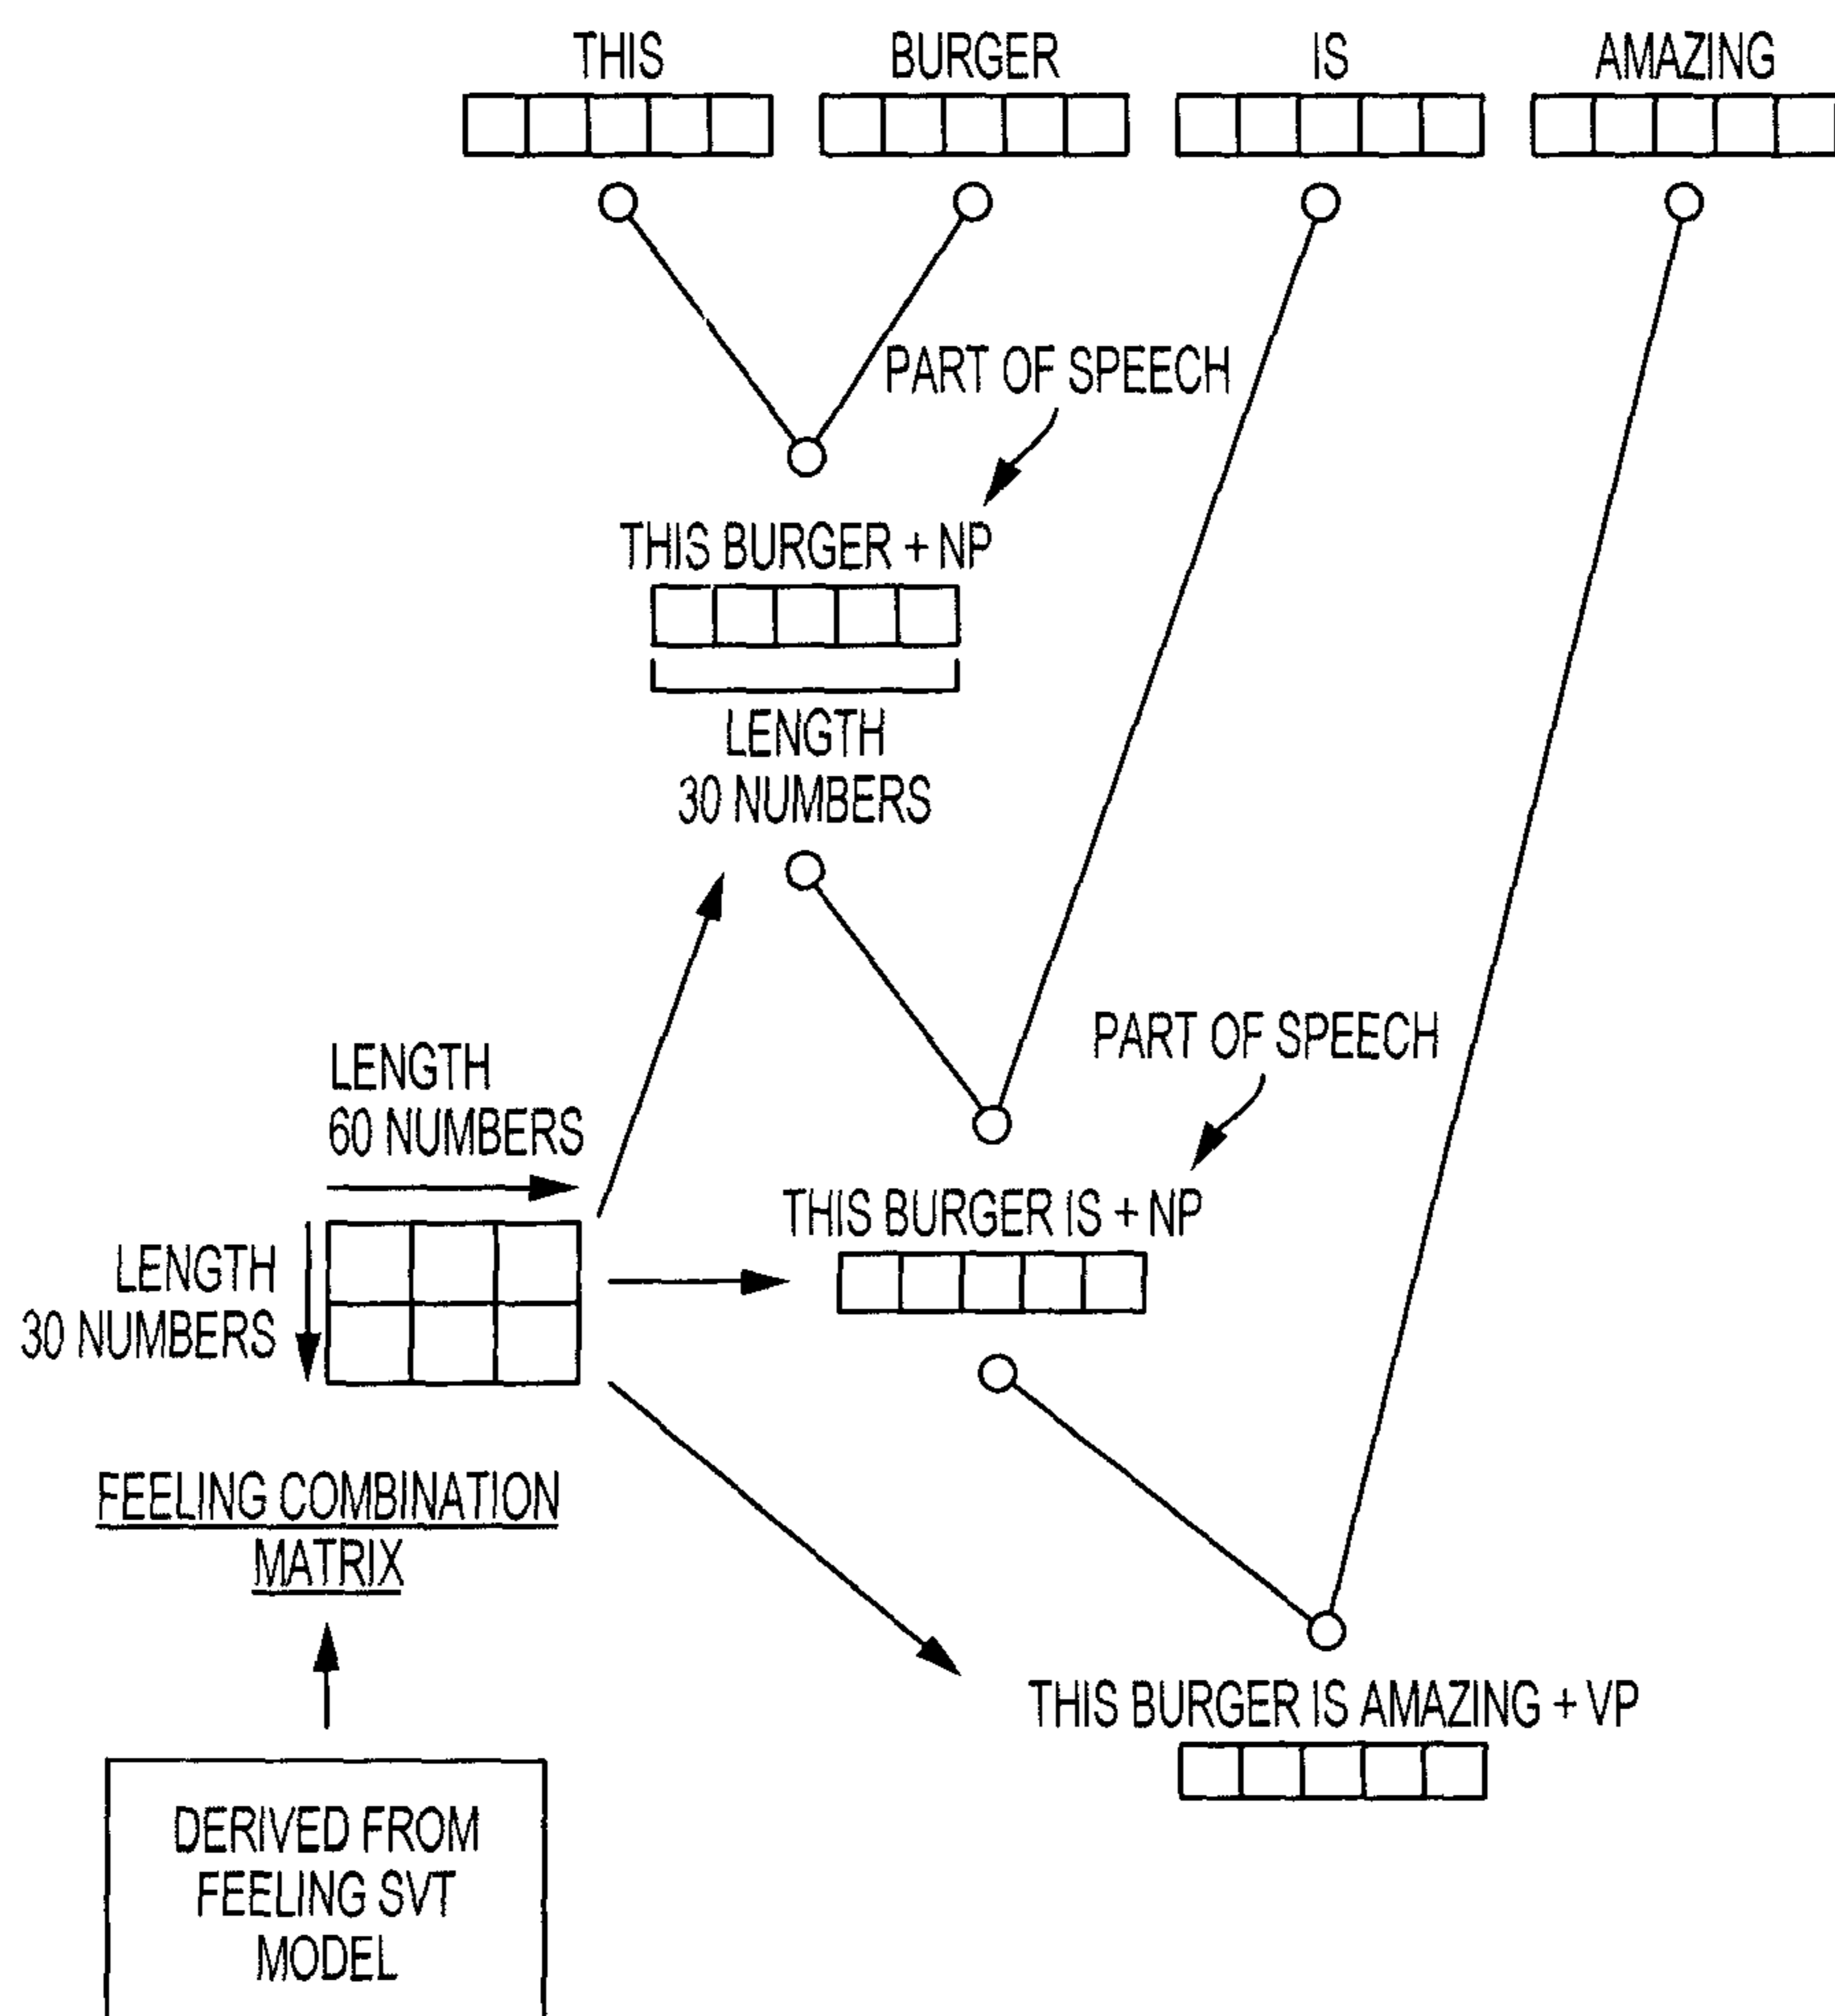 THIS BURGER IS AMAZING
PART OF SPEECH
THIS BURGER + NP
LENGTH
30 NUMBERS
PART OF SPEECH
LENGTH
60 NUMBERS
THIS BURGER IS + NP
LENGTH
30 NUMBERS
FEELING COMBINATION
MATRIX
THIS BURGER IS AMAZING + VP
DERIVED FROM
FEELING SVT
MODEL